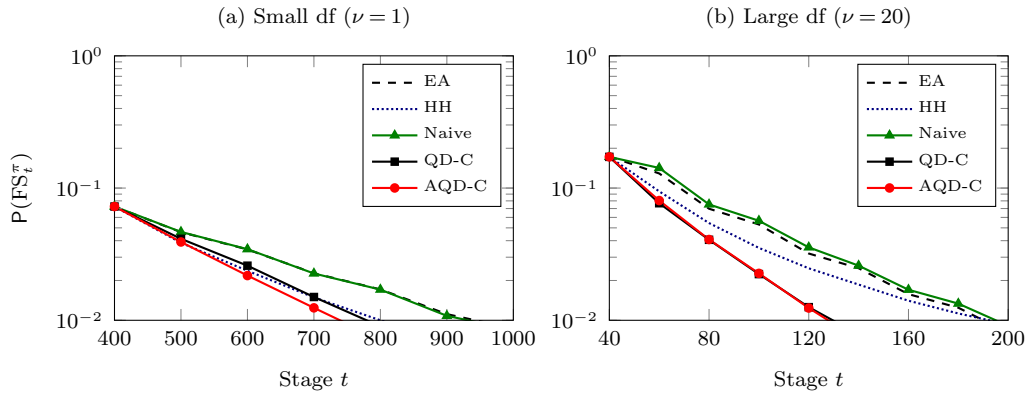 (a) Small df (ν = 1)
P(FS_t^π)
10^0
10^−1
10^−2
EA
HH
Naive
QD-C
AQD-C
400 500 600 700 800 900 1000
Stage t
(b) Large df (ν = 20)
10^0
10^−1
10^−2
EA
HH
Naive
QD-C
AQD-C
40 80 120 160 200
Stage t